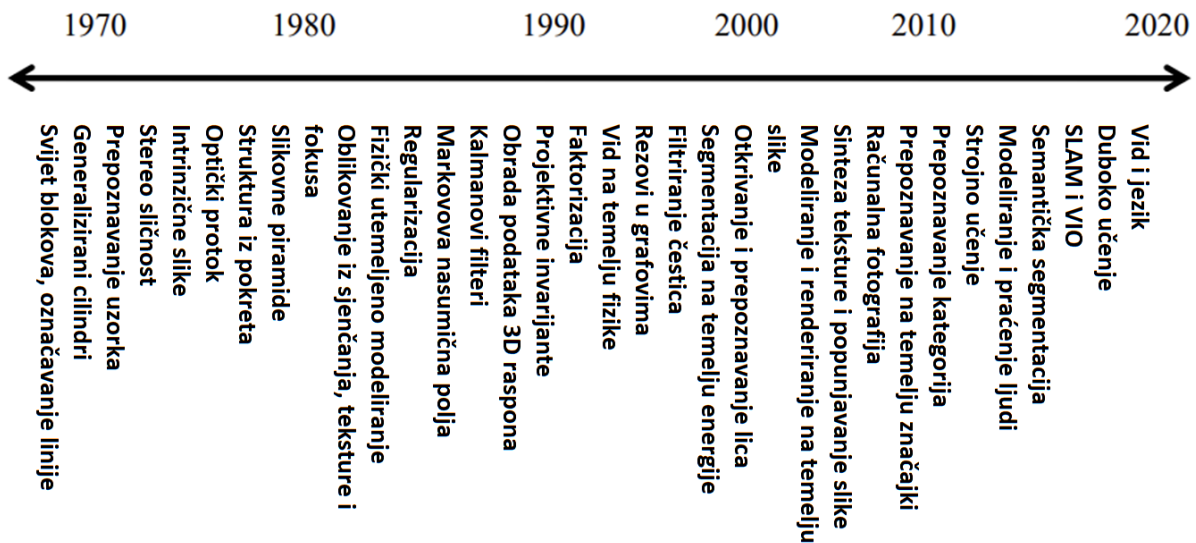 1970 1980 1990 2000 2010 2020
Svijet blokova, označavanje linije
Generalizirani cilindri
Prepoznavanje uzorka
Stereo sličnost
Intrinzične slike
Optički protok
Struktura iz pokreta
Slikovne piramide
Oblikovanje iz sjenčanja, teksture i
fokusa
Fizički utemeljeno modeliranje
Regularizacija
Markovova nasumična polja
Kalmanovi filteri
Obrada podataka 3D raspona
Projektivne invarijante
Faktorizacija
Vid na temelju fizike
Rezovi u grafovima
Filtriranje čestica
Segmentacija na temelju energije
Otkrivanje i prepoznavanje lica
Modeliranje i renderiranje na temelju
slike
Sinteza teksture i popunjavanje slike
Računalna fotografija
Prepoznavanje na temelju značajki
Prepoznavanje kategorija
Strojno učenje
Modeliranje i praćenje ljudi
Semantička segmentacija
SLAM i VIO
Duboko učenje
Vid i jezik